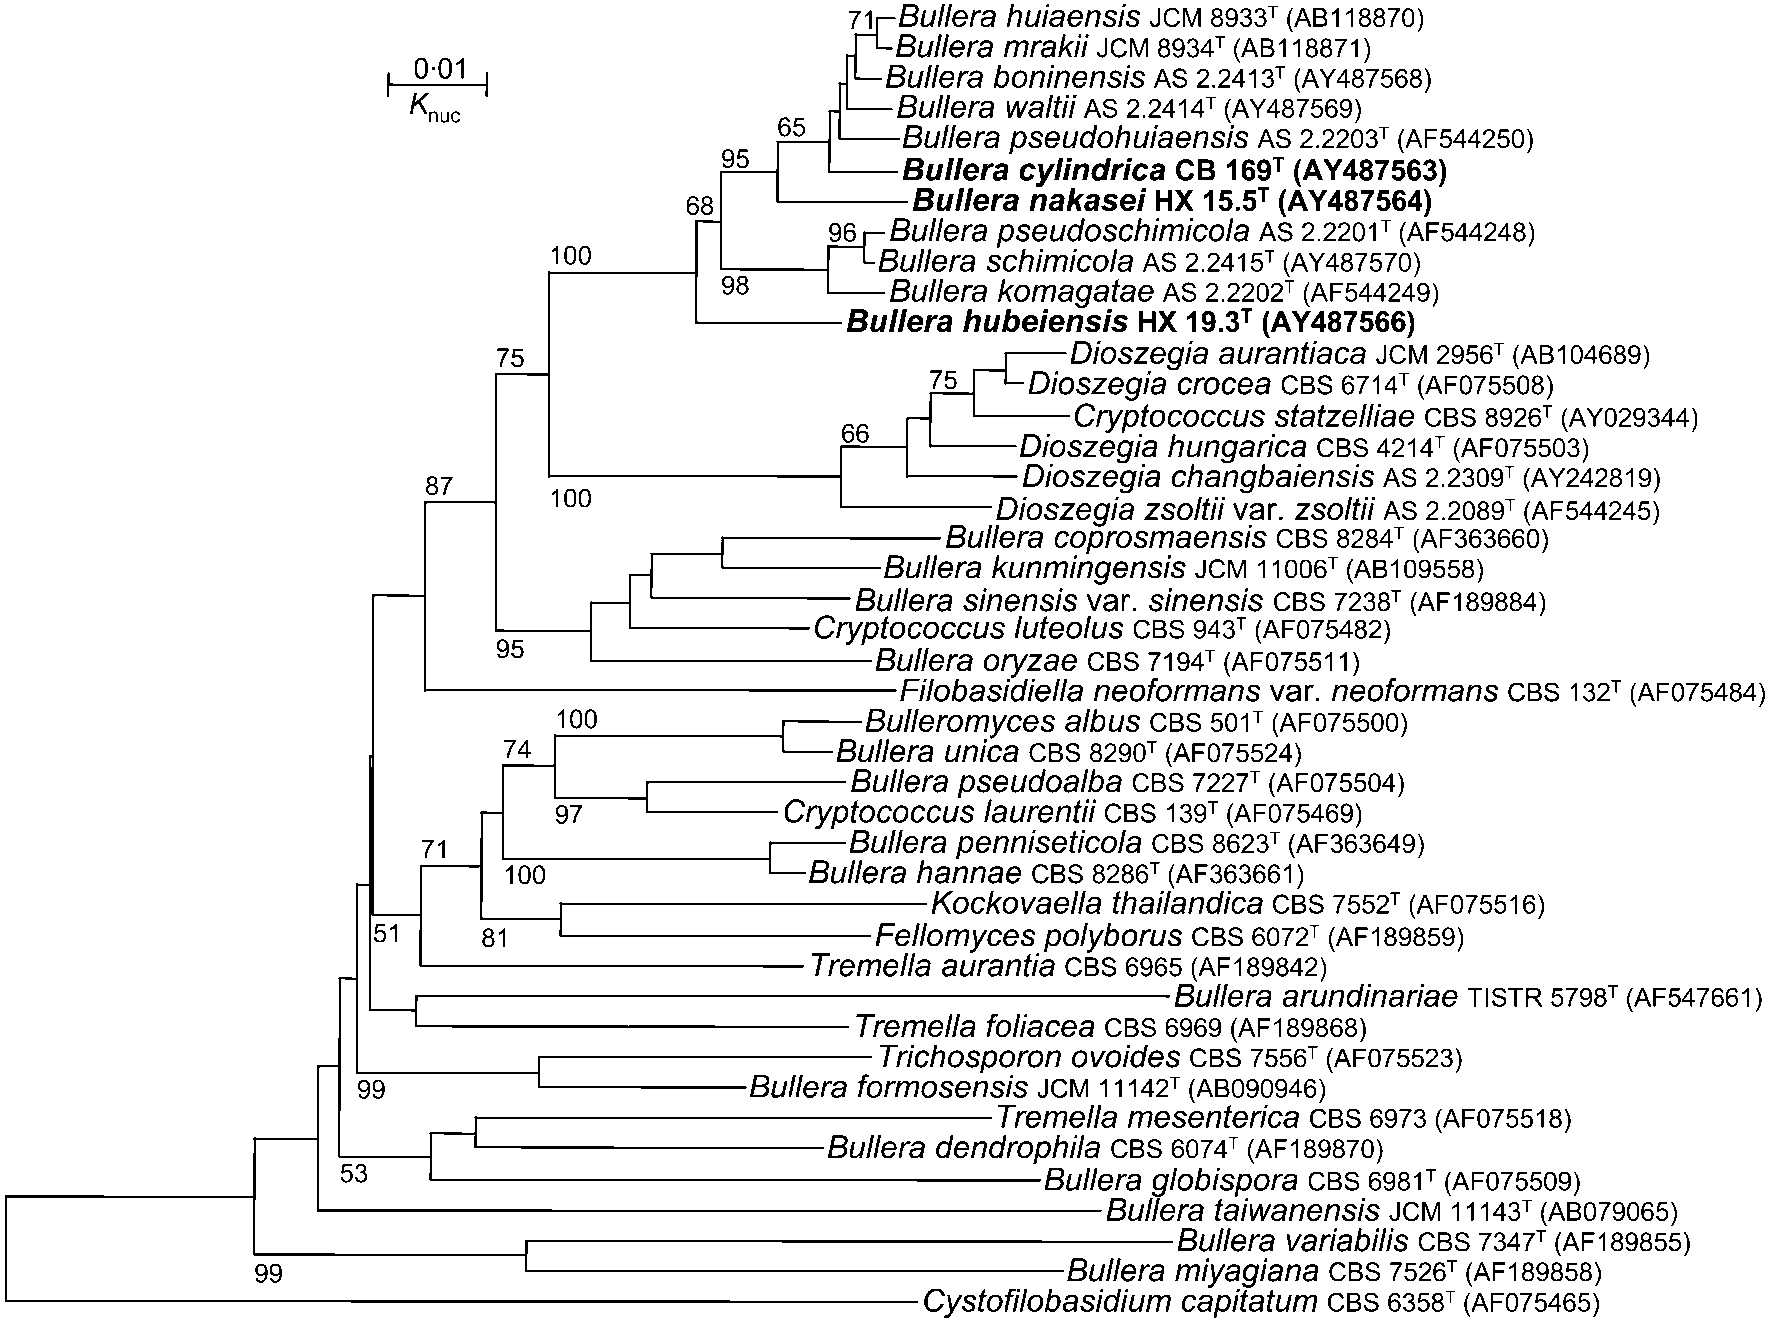 71 Bullera huiaensis JCM 8933ᵀ (AB118870)
Bullera mrakii JCM 8934ᵀ (AB118871)
0·01
Bullera boninensis AS 2.2413ᵀ (AY487568)
Knuc
Bullera waltii AS 2.2414ᵀ (AY487569)
65
Bullera pseudohuiaensis AS 2.2203ᵀ (AF544250)
95
Bullera cylindrica CB 169ᵀ (AY487563)
Bullera nakasei HX 15.5ᵀ (AY487564)
68
96 Bullera pseudoschimicola AS 2.2201ᵀ (AF544248)
100
Bullera schimicola AS 2.2415ᵀ (AY487570)
98
Bullera komagatae AS 2.2202ᵀ (AF544249)
Bullera hubeiensis HX 19.3ᵀ (AY487566)
75
Dioszegia aurantiaca JCM 2956ᵀ (AB104689)
75
Dioszegia crocea CBS 6714ᵀ (AF075508)
Cryptococcus statzelliae CBS 8926ᵀ (AY029344)
66
Dioszegia hungarica CBS 4214ᵀ (AF075503)
Dioszegia changbaiensis AS 2.2309ᵀ (AY242819)
87
100
Dioszegia zsoltii var. zsoltii AS 2.2089ᵀ (AF544245)
Bullera coprosmaensis CBS 8284ᵀ (AF363660)
Bullera kunmingensis JCM 11006ᵀ (AB109558)
Bullera sinensis var. sinensis CBS 7238ᵀ (AF189884)
Cryptococcus luteolus CBS 943ᵀ (AF075482)
95
Bullera oryzae CBS 7194ᵀ (AF075511)
Filobasidiella neoformans var. neoformans CBS 132ᵀ (AF075484)
100
Bulleromyces albus CBS 501ᵀ (AF075500)
74
Bullera unica CBS 8290ᵀ (AF075524)
Bullera pseudoalba CBS 7227ᵀ (AF075504)
97
Cryptococcus laurentii CBS 139ᵀ (AF075469)
71
Bullera penniseticola CBS 8623ᵀ (AF363649)
100
Bullera hannae CBS 8286ᵀ (AF363661)
Kockovaella thailandica CBS 7552ᵀ (AF075516)
51
81
Fellomyces polyborus CBS 6072ᵀ (AF189859)
Tremella aurantia CBS 6965 (AF189842)
Bullera arundinariae TISTR 5798ᵀ (AF547661)
Tremella foliacea CBS 6969 (AF189868)
Trichosporon ovoides CBS 7556ᵀ (AF075523)
99
Bullera formosensis JCM 11142ᵀ (AB090946)
Tremella mesenterica CBS 6973 (AF075518)
Bullera dendrophila CBS 6074ᵀ (AF189870)
53
Bullera globispora CBS 6981ᵀ (AF075509)
Bullera taiwanensis JCM 11143ᵀ (AB079065)
Bullera variabilis CBS 7347ᵀ (AF189855)
99
Bullera miyagiana CBS 7526ᵀ (AF189858)
Cystofilobasidium capitatum CBS 6358ᵀ (AF075465)